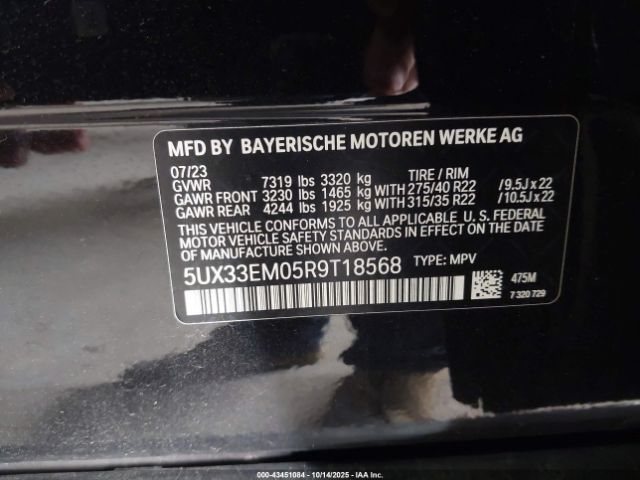 MFD BY BAYERISCHE MOTOREN WERKE AG
07/23 TIRE / RIM
GVWR 7319 lbs 3320 kg
GAWR FRONT 3230 lbs 1465 kg WITH 275/40 R22 /9.5J x 22
GAWR REAR 4244 lbs 1925 kg WITH 315/35 R22 /10.5J x 22
THIS VEHICLE CONFORMS TO ALL APPLICABLE U.S. FEDERAL
MOTOR VEHICLE SAFETY STANDARDS IN EFFECT ON THE DATE
OF MANUFACTURE SHOWN ABOVE.
5UX33EM05R9T18568 TYPE: MPV
475M
7 320 729
000-43451084 - 10/14/2025 - IAA Inc.